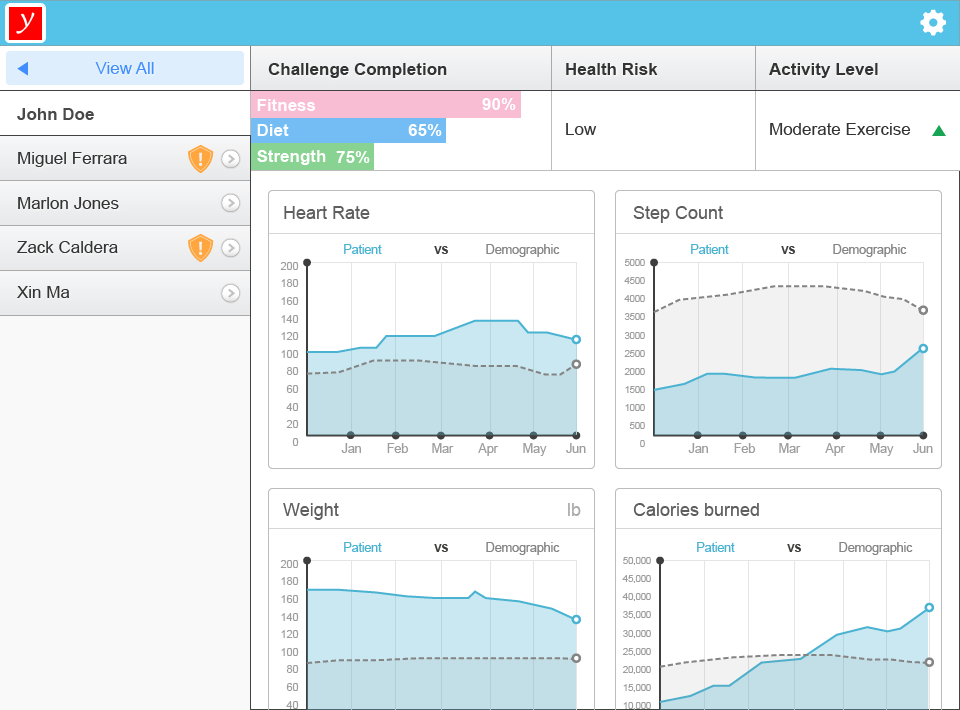 y
View All
Challenge Completion
Health Risk
Activity Level
John Doe
Miguel Ferrara
Marlon Jones
Zack Caldera
Xin Ma
Fitness 90%
Diet 65%
Strength 75%
Low
Moderate Exercise
Heart Rate
Patient vs Demographic
200
180
160
140
120
100
80
60
40
20
0
Jan Feb Mar Apr May Jun
Step Count
Patient vs Demographic
5000
4500
4000
3500
3000
2500
2000
1500
1000
500
0
Jan Feb Mar Apr May Jun
Weight lb
Patient vs Demographic
200
180
160
140
120
100
80
60
40
Calories burned
Patient vs Demographic
50,000
45,000
40,000
35,000
30,000
25,000
20,000
15,000
10,000